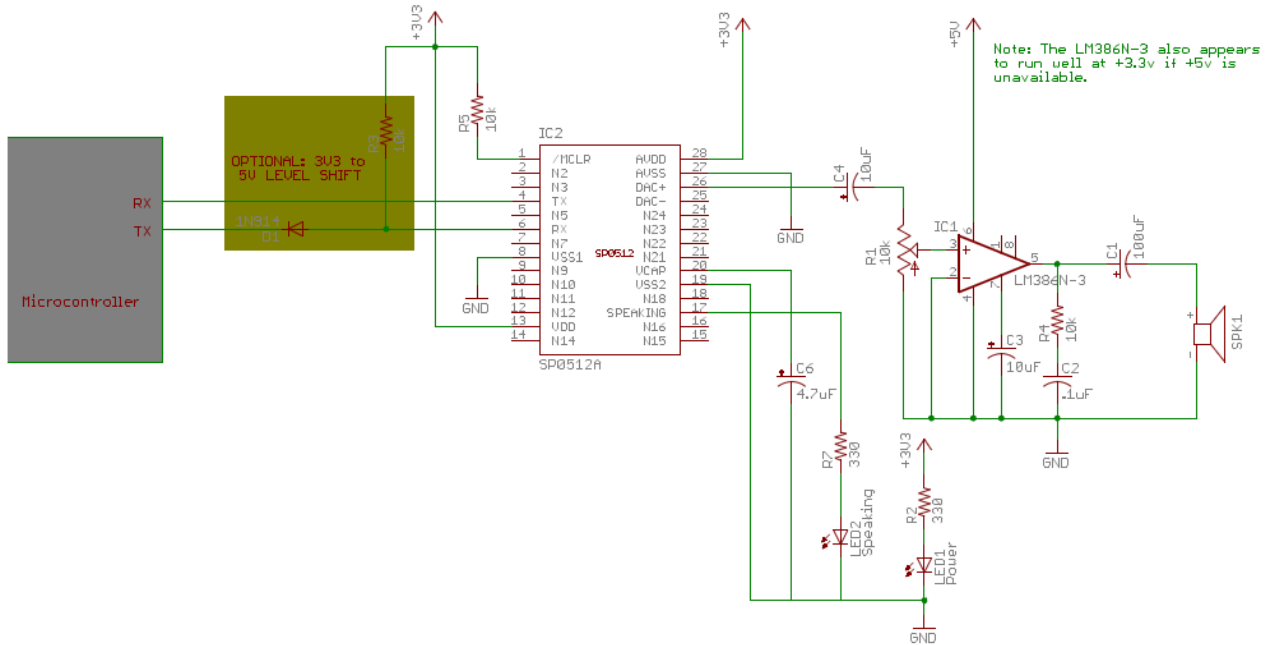 +3V3
+3V3
+5V
Note: The LM386N-3 also appears
to run well at +3.3v if +5v is
unavailable.
R3
10k
R5
10k
OPTIONAL: 3V3 to
5V LEVEL SHIFT
1N914
D1
RX
TX
Microcontroller
IC2
1 /MCLR AVDD 28
2 N2 AVSS 27
3 N3 DAC+ 26
4 TX DAC- 25
5 N5 N24 24
6 RX N23 23
7 N7 N22 22
8 VSS1 N21 21
9 N9 VCAP 20
10 N10 VSS2 19
11 N11 N18 18
12 N12 SPEAKING 17
13 VDD N16 16
14 N14 N15 15
SP0512
SP0512A
GND
GND
C4
10uF
R1
10k
IC1
3 + 6 1 8
2 - 4 7 5
LM386N-3
C1
100uF
R4
10k
C3
10uF
C2
.1uF
+
-
SPK1
GND
C6
4.7uF
R7
330
LED2
Speaking
+3V3
R2
330
LED1
Power
GND